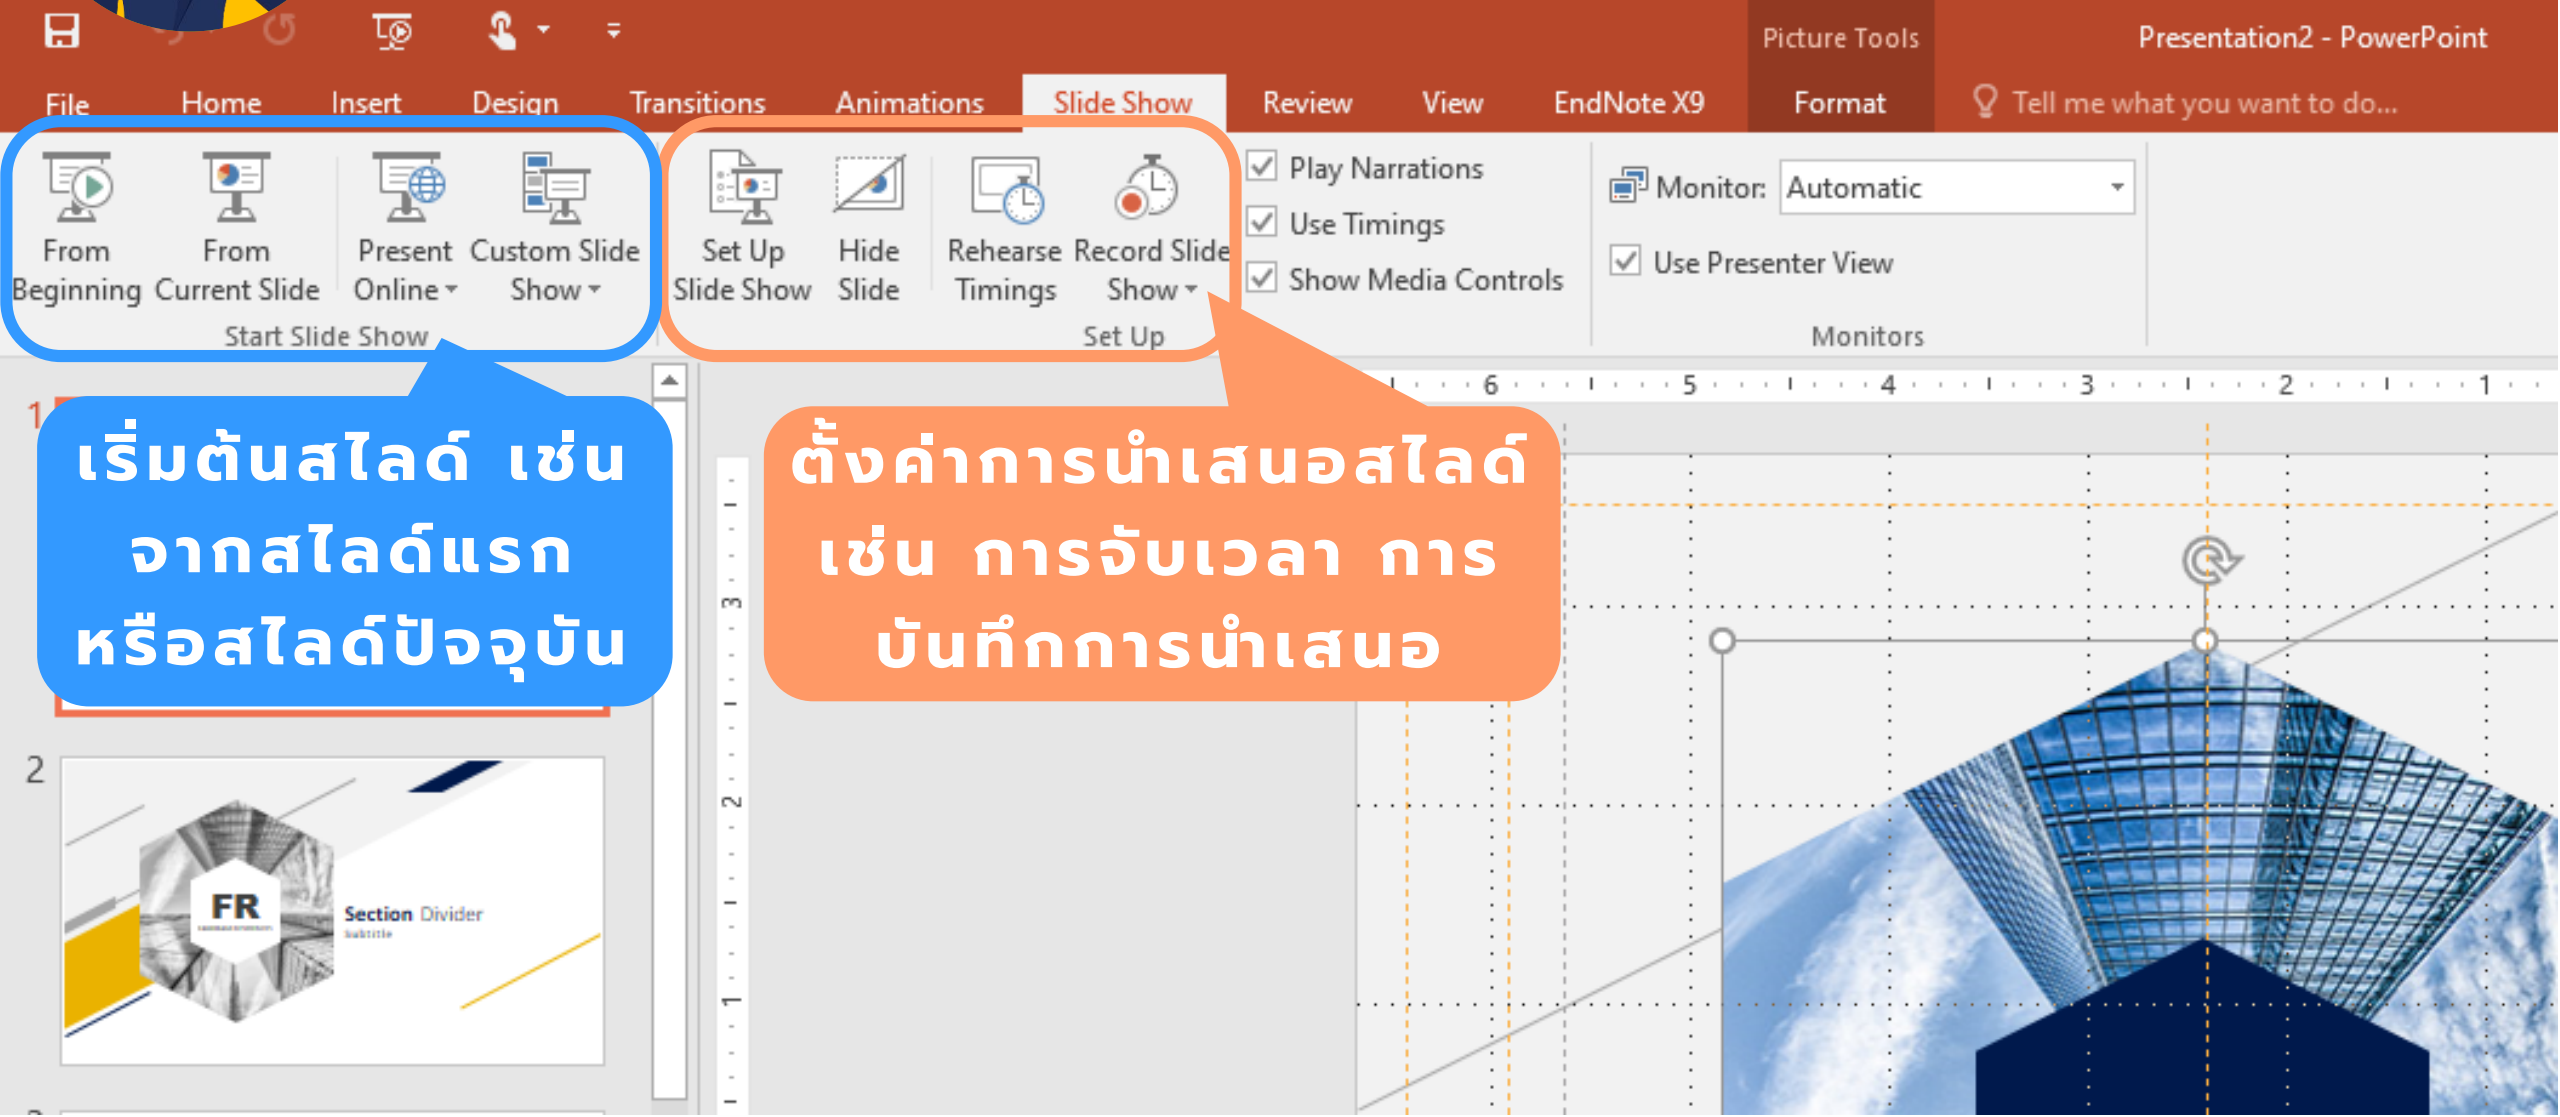 Picture Tools
Presentation2 - PowerPoint
File Home Insert Design Transitions Animations Slide Show Review View EndNote X9 Format Tell me what you want to do...
From Beginning
From Current Slide
Present Online
Custom Slide Show
Start Slide Show
Set Up Slide Show
Hide Slide
Rehearse Timings
Record Slide Show
Play Narrations
Use Timings
Show Media Controls
Set Up
Monitor: Automatic
Use Presenter View
Monitors
6 5 4 3 2 1
1
เริ่มต้นสไลด์ เช่น
จากสไลด์แรก
หรือสไลด์ปัจจุบัน
ตั้งค่าการนำเสนอสไลด์
เช่น การจับเวลา การ
บันทึกการนำเสนอ
3
2
1
2
FR
Section Divider
Subtitle